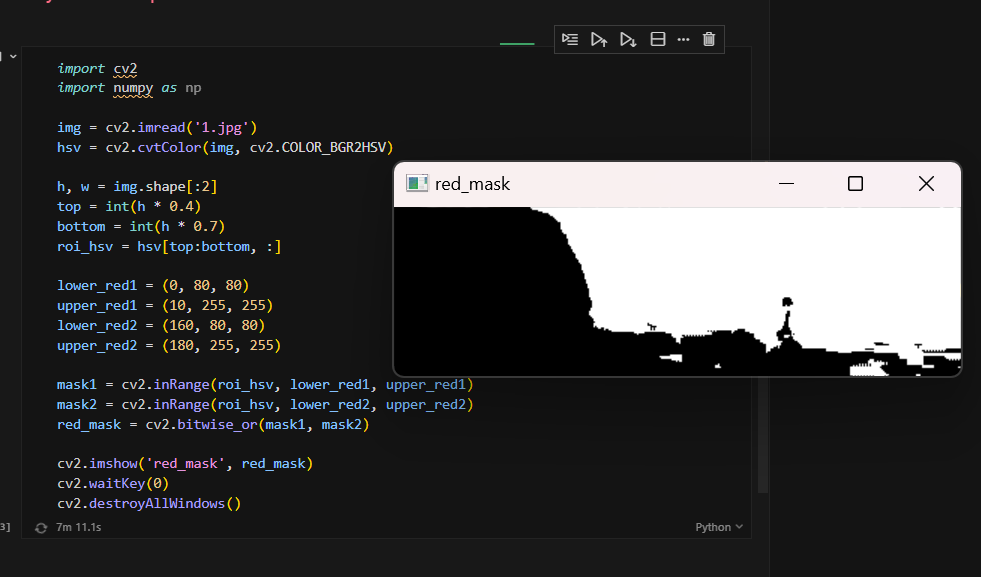 import cv2
import numpy as np
img = cv2.imread('1.jpg')
hsv = cv2.cvtColor(img, cv2.COLOR_BGR2HSV)
h, w = img.shape[:2]
top = int(h * 0.4)
bottom = int(h * 0.7)
roi_hsv = hsv[top:bottom, :]
lower_red1 = (0, 80, 80)
upper_red1 = (10, 255, 255)
lower_red2 = (160, 80, 80)
upper_red2 = (180, 255, 255)
mask1 = cv2.inRange(roi_hsv, lower_red1, upper_red1)
mask2 = cv2.inRange(roi_hsv, lower_red2, upper_red2)
red_mask = cv2.bitwise_or(mask1, mask2)
cv2.imshow('red_mask', red_mask)
cv2.waitKey(0)
cv2.destroyAllWindows()
3] 7m 11.1s Python
red_mask